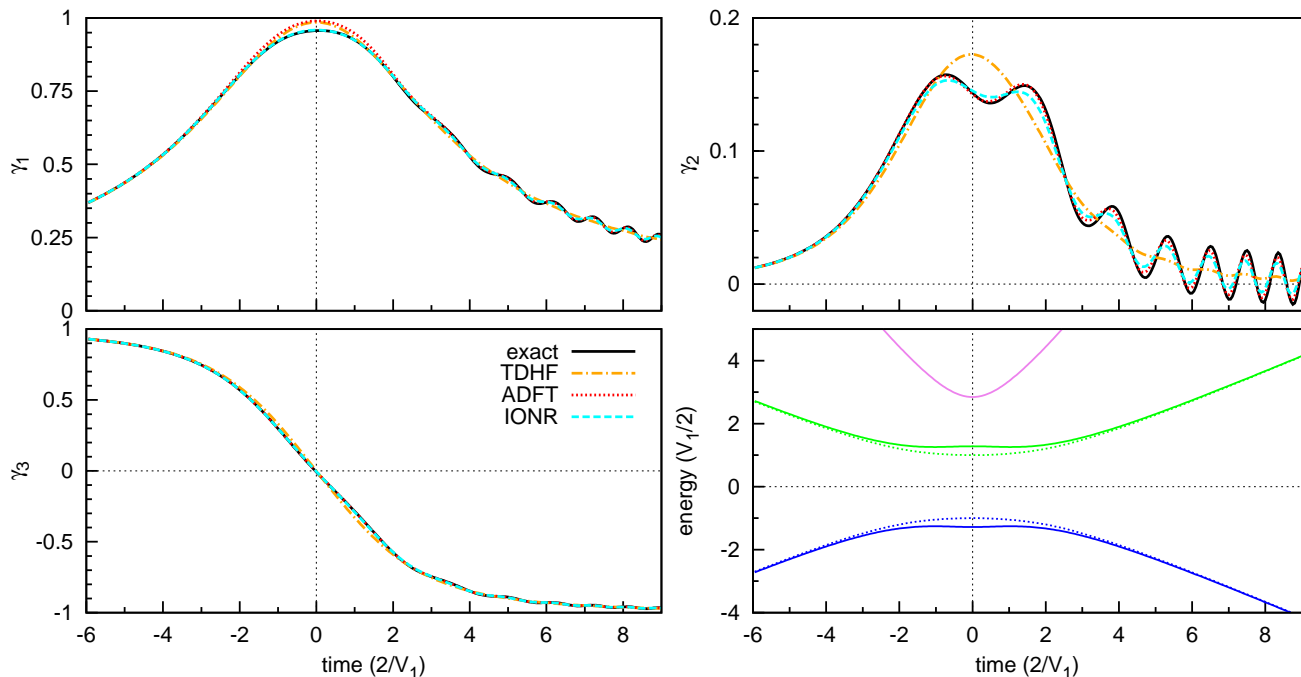 1
0.75
0.5
0.25
0
γ1
0.2
0.1
0
γ2
1
0.5
0
-0.5
-1
γ3
exact
TDHF
ADFT
IONR
-6 -4 -2 0 2 4 6 8
time (2/V1)
4
2
0
-2
-4
energy (V1/2)
-6 -4 -2 0 2 4 6 8
time (2/V1)